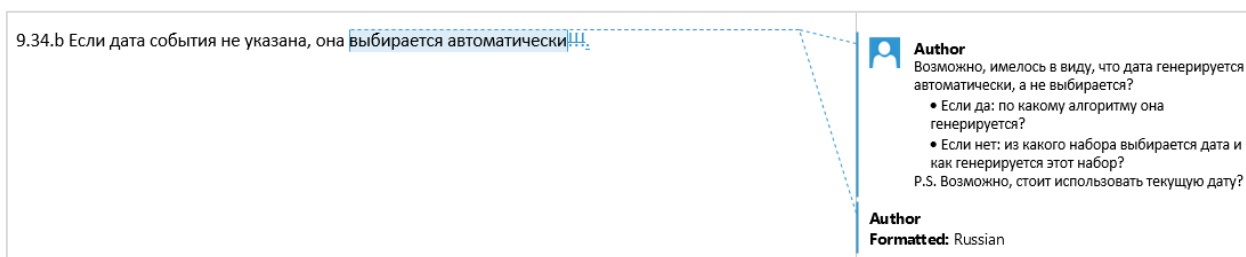 9.34.b Если дата события не указана, она выбирается автоматически!!!.
Author
Возможно, имелось в виду, что дата генерируется
автоматически, а не выбирается?
• Если да: по какому алгоритму она
генерируется?
• Если нет: из какого набора выбирается дата и
как генерируется этот набор?
P.S. Возможно, стоит использовать текущую дату?
Author
Formatted: Russian